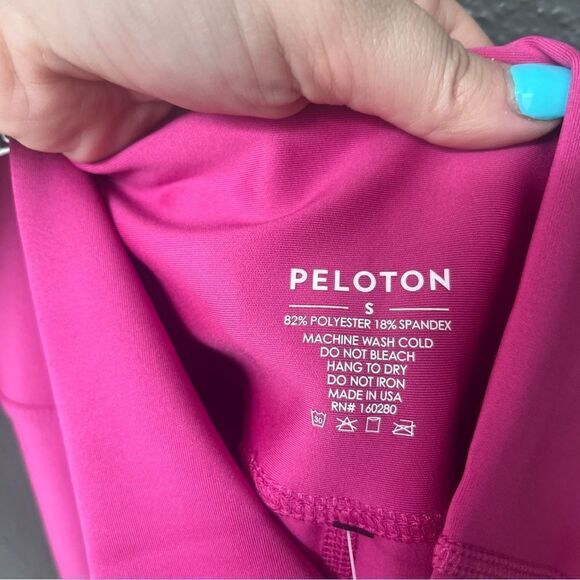 PELOTON
S
82% POLYESTER 18% SPANDEX
MACHINE WASH COLD
DO NOT BLEACH
HANG TO DRY
DO NOT IRON
MADE IN USA
RN# 160280
30